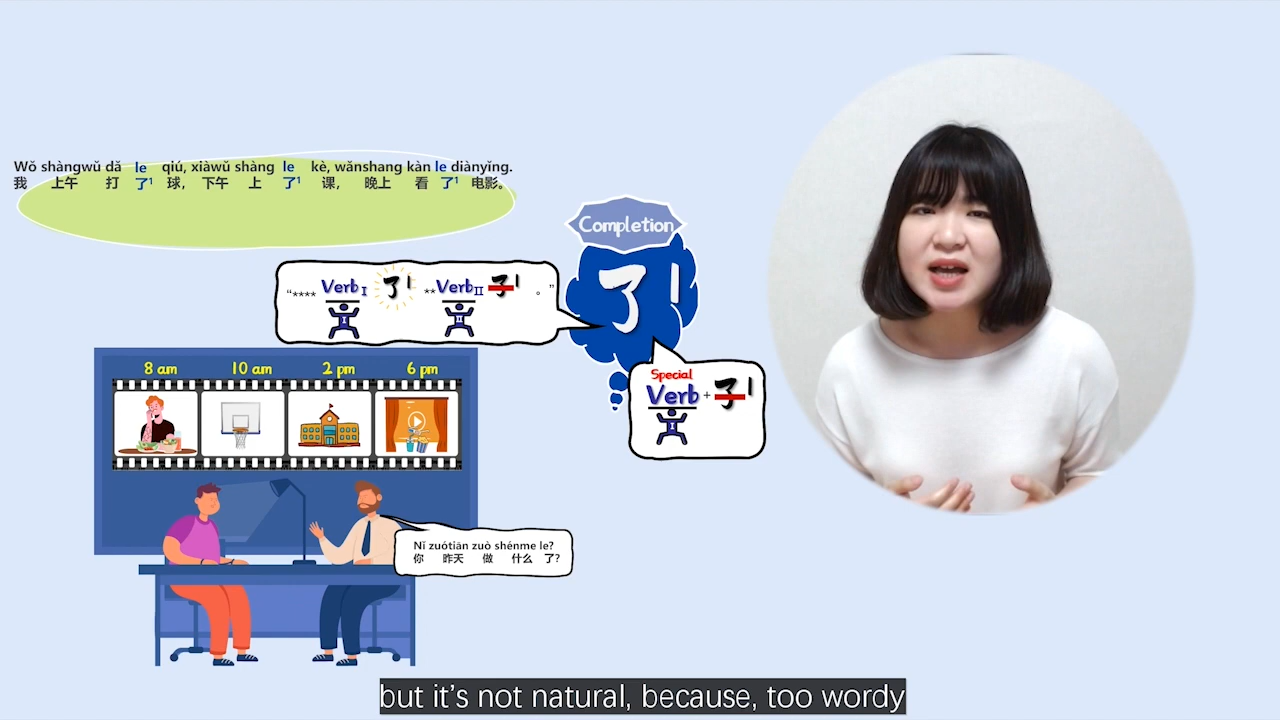 Wǒ shàngwǔ dǎ le qiú, xiàwǔ shàng le kè, wǎnshang kàn le diànyǐng.
我 上午 打 了¹ 球， 下午 上 了¹ 课， 晚上 看 了¹ 电影。
Completion
了¹
“**** Verb I 了¹ **Verb II 了¹ 。”
Special
Verb + 了¹
8 am 10 am 2 pm 6 pm
Nǐ zuótiān zuò shénme le?
你 昨天 做 什么 了?
but it's not natural, because, too wordy